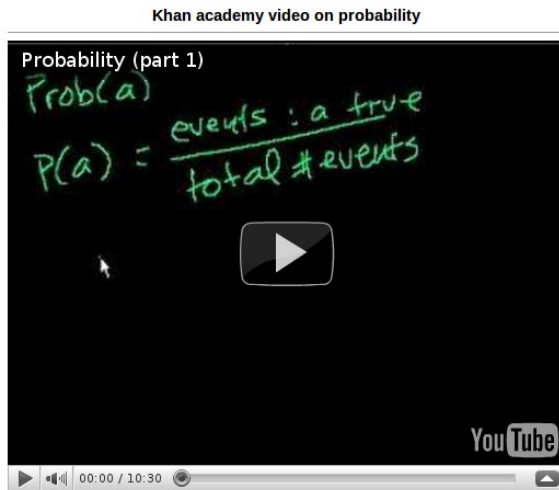 Khan academy video on probability
Probability (part 1)
Prob(a)
P(a) = events : a true
total # events
YouTube
00:00 / 10:30